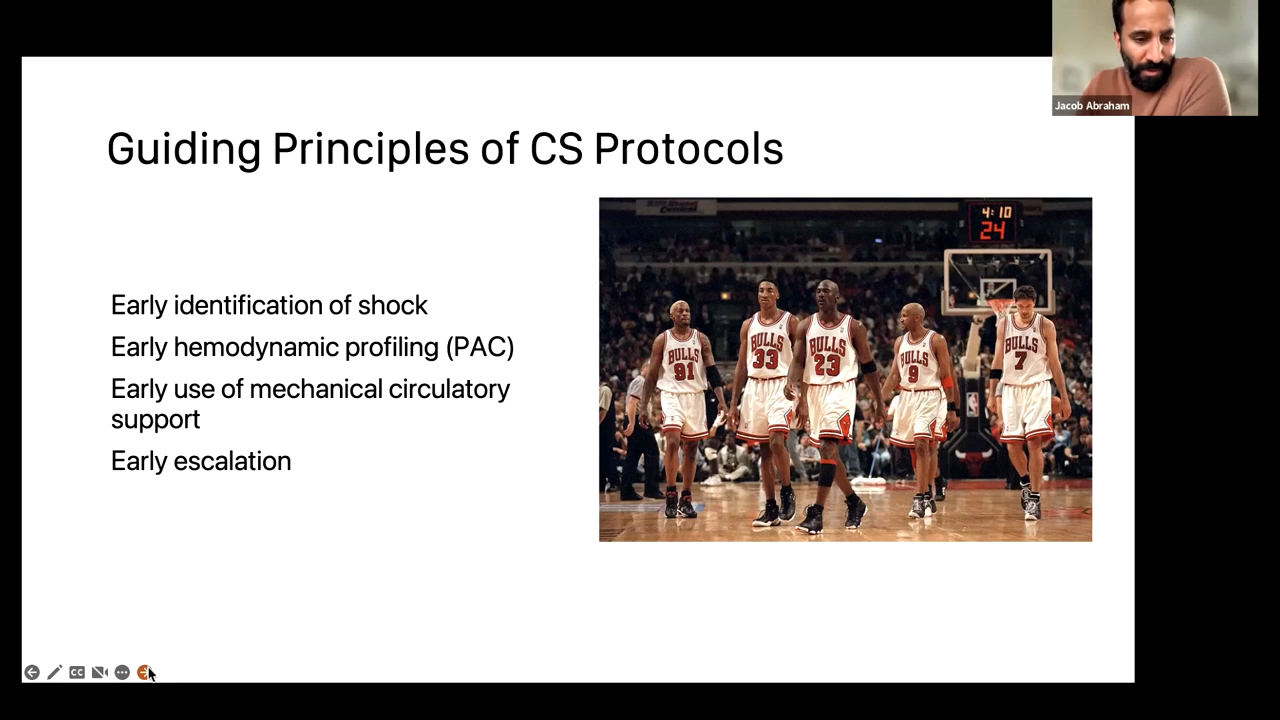 Jacob Abraham
Guiding Principles of CS Protocols
Early identification of shock
Early hemodynamic profiling (PAC)
Early use of mechanical circulatory
support
Early escalation
4:10
24
BULLS
91
BULLS
33
BULLS
23
BULLS
9
BULLS
7
CC